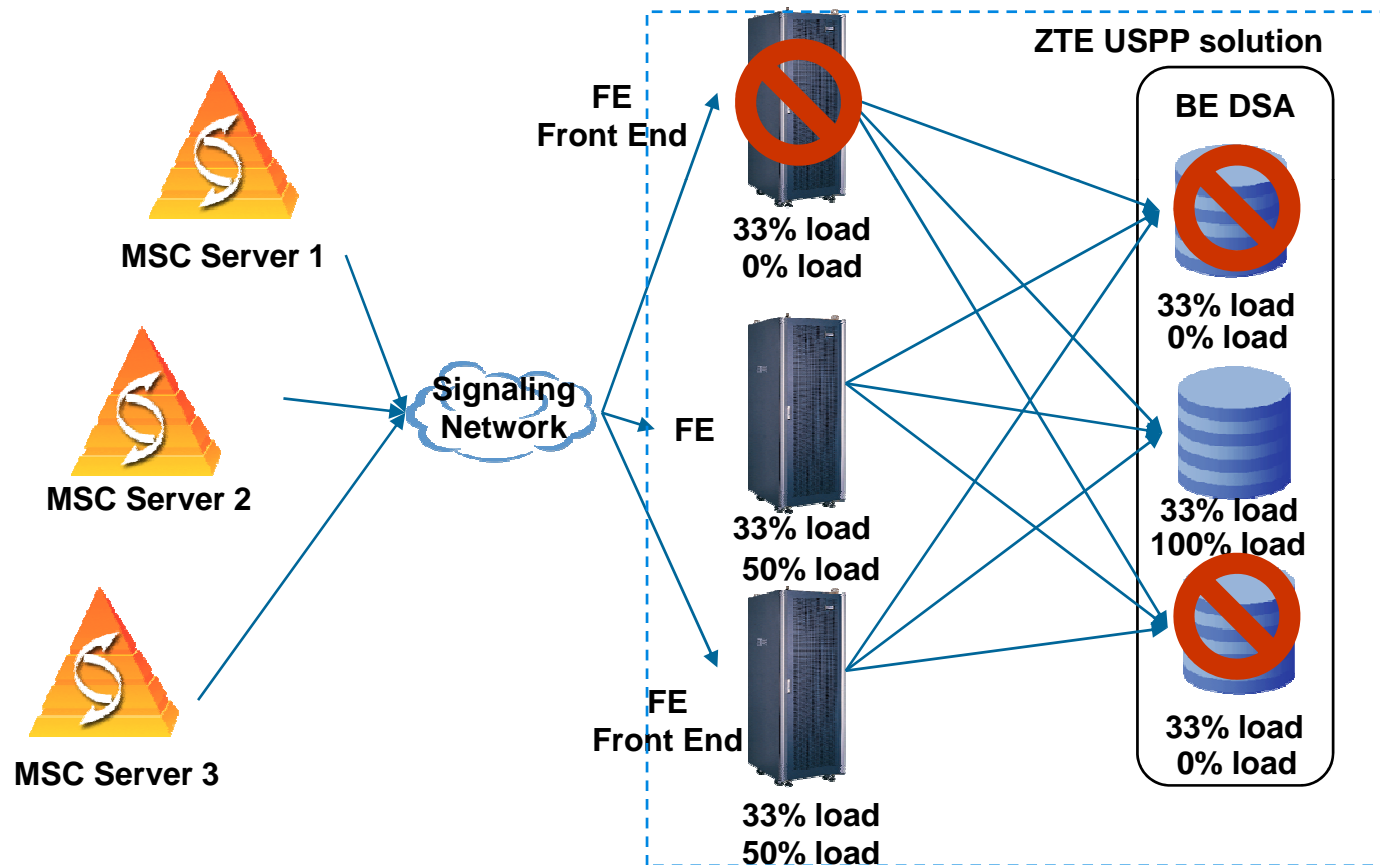 ZTE USPP solution
FE
Front End
BE DSA
MSC Server 1
33% load
0% load
33% load
0% load
Signaling
Network
FE
MSC Server 2
33% load
50% load
33% load
100% load
FE
Front End
MSC Server 3
33% load
0% load
33% load
50% load